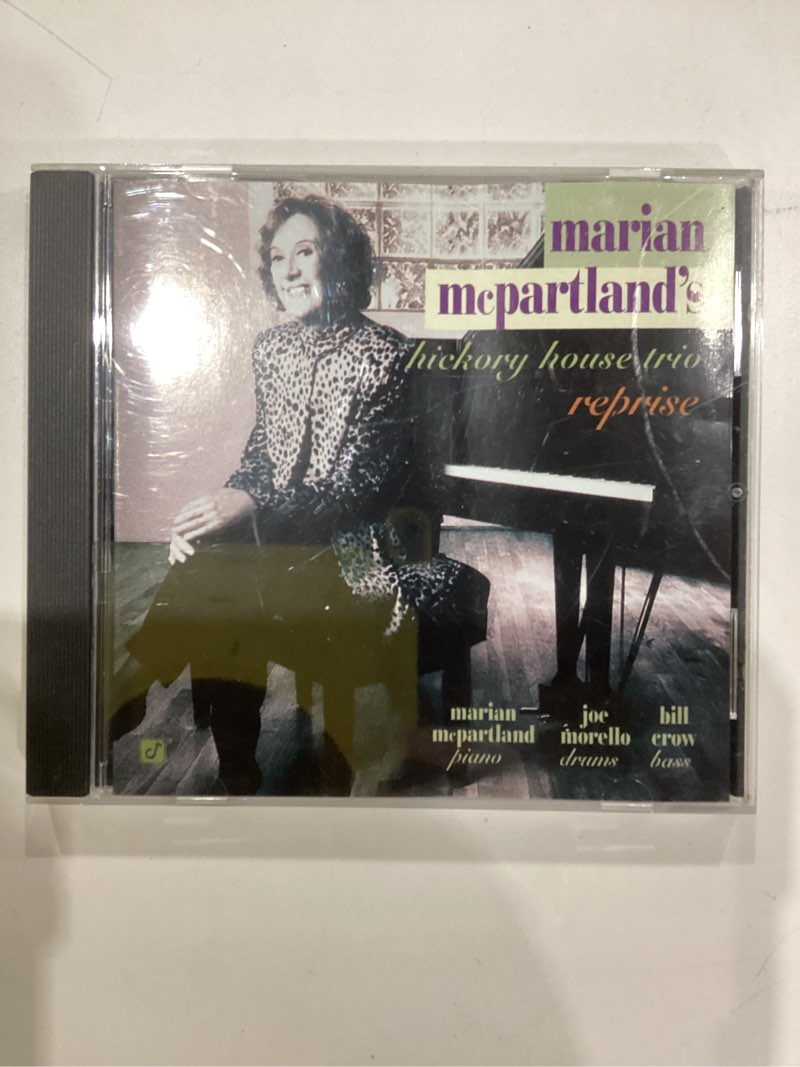 marian
mcpartland's
hickory house trio
reprise
marian
mcpartland
piano
joe
morello
drums
bill
crow
bass